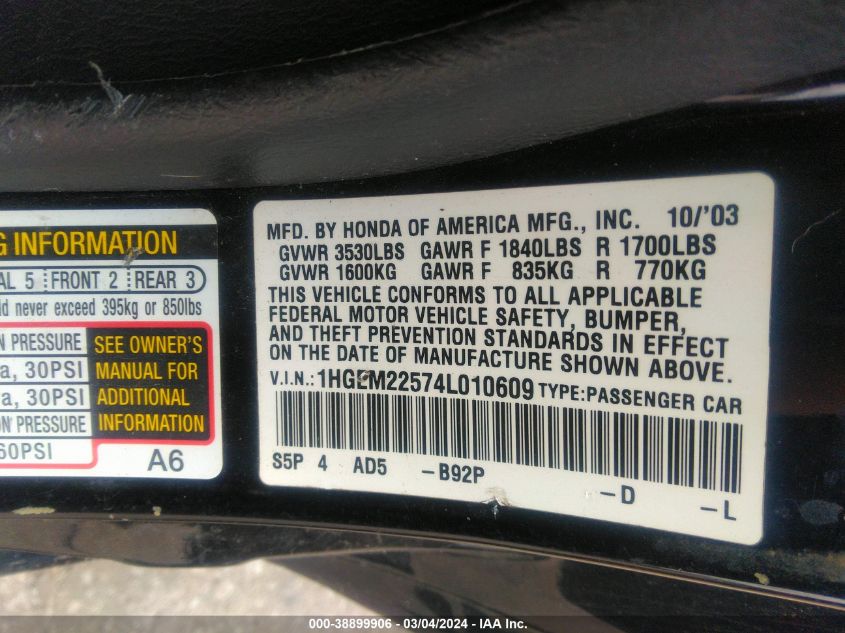 G INFORMATION
AL 5 FRONT 2 REAR 3
ld never exceed 395kg or 850lbs
ON PRESSURE
a, 30PSI
a, 30PSI
ON PRESSURE
60PSI
SEE OWNER'S
MANUAL FOR
ADDITIONAL
INFORMATION
A6
MFD. BY HONDA OF AMERICA MFG., INC. 10/'03
GVWR 3530LBS GAWR F 1840LBS R 1700LBS
GVWR 1600KG GAWR F 835KG R 770KG
THIS VEHICLE CONFORMS TO ALL APPLICABLE
FEDERAL MOTOR VEHICLE SAFETY, BUMPER,
AND THEFT PREVENTION STANDARDS IN EFFECT
ON THE DATE OF MANUFACTURE SHOWN ABOVE.
V.I.N.: 1HGEM22574L010609 TYPE: PASSENGER CAR
S5P 4 AD5 -B92P -D -L
000-38899906 - 03/04/2024 - IAA Inc.